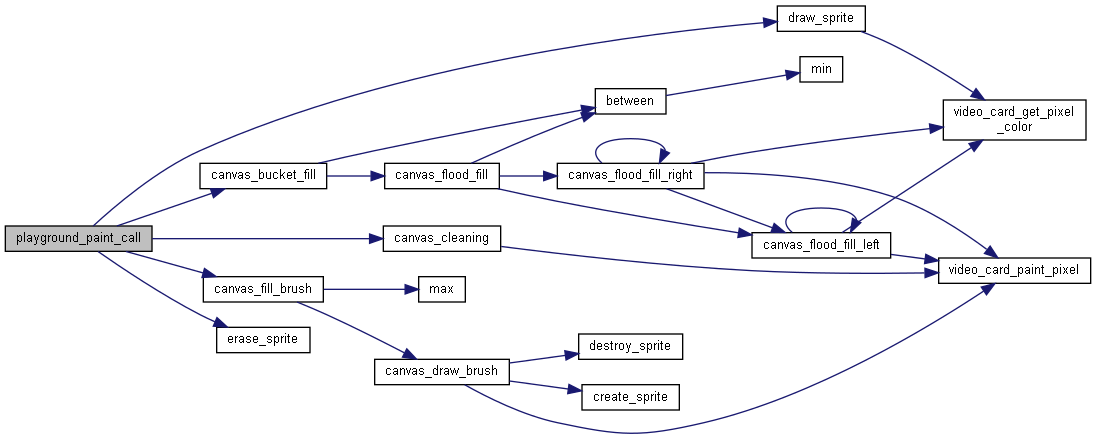 draw_sprite
min
between
video_card_get_pixel
_color
canvas_bucket_fill
canvas_flood_fill
canvas_flood_fill_right
playground_paint_call
canvas_cleaning
canvas_flood_fill_left
video_card_paint_pixel
canvas_fill_brush
max
erase_sprite
destroy_sprite
canvas_draw_brush
create_sprite